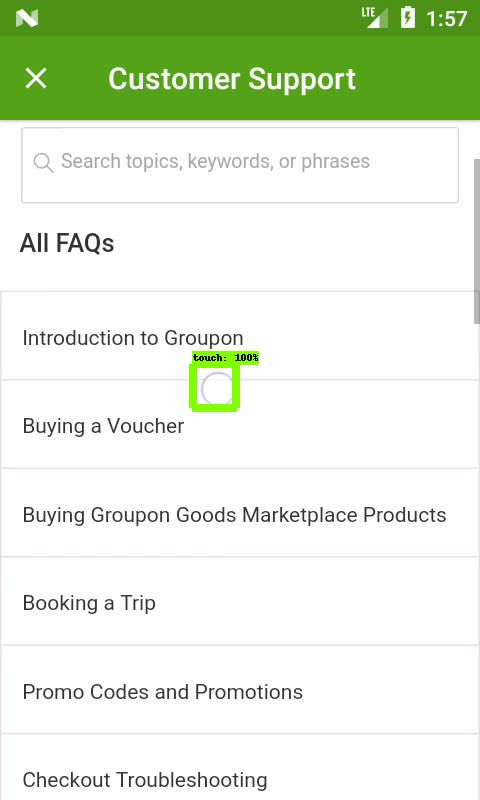 LTE 1:57
Customer Support
Search topics, keywords, or phrases
All FAQs
Introduction to Groupon
touch: 100%
Buying a Voucher
Buying Groupon Goods Marketplace Products
Booking a Trip
Promo Codes and Promotions
Checkout Troubleshooting